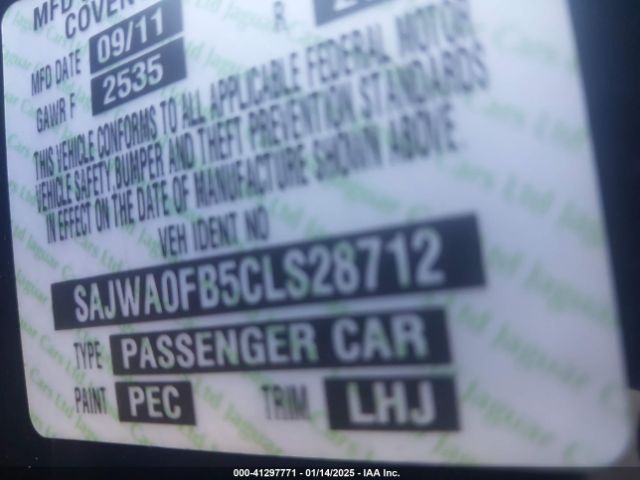 MFD
COVEN
R
MFD DATE 09/11
GAWR F 2535
THIS VEHICLE CONFORMS TO ALL APPLICABLE FEDERAL MOTOR
VEHICLE SAFETY, BUMPER AND THEFT PREVENTION STANDARDS
IN EFFECT ON THE DATE OF MANUFACTURE SHOWN ABOVE
VEH IDENT NO
SAJWA0FB5CLS28712
TYPE PASSENGER CAR
PAINT PEC TRIM LHJ
000-41297771 - 01/14/2025 - IAA Inc.